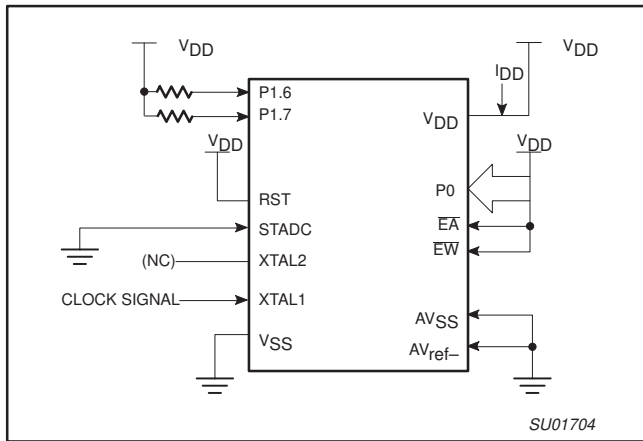 VDD
VDD
IDD
P1.6
P1.7
VDD
VDD
VDD
P0
RST
EA
STADC
EW
(NC)
XTAL2
CLOCK SIGNAL
XTAL1
AVSS
VSS
AVref–
SU01704